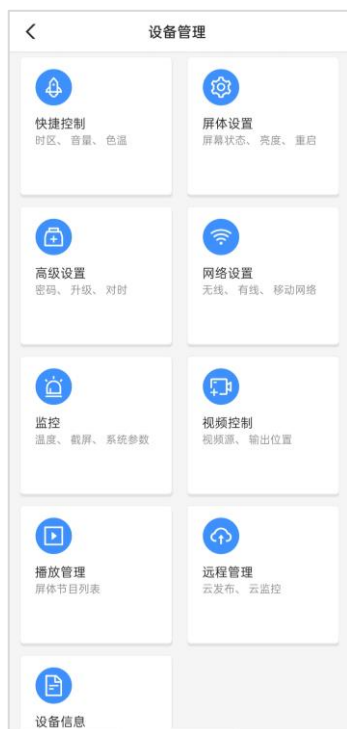 设备管理
快捷控制
时区、 音量、 色温
屏体设置
屏幕状态、 亮度、 重启
高级设置
密码、 升级、 对时
网络设置
无线、 有线、 移动网络
监控
温度、 截屏、 系统参数
视频控制
视频源、 输出位置
播放管理
屏体节目列表
远程管理
云发布、 云监控
设备信息